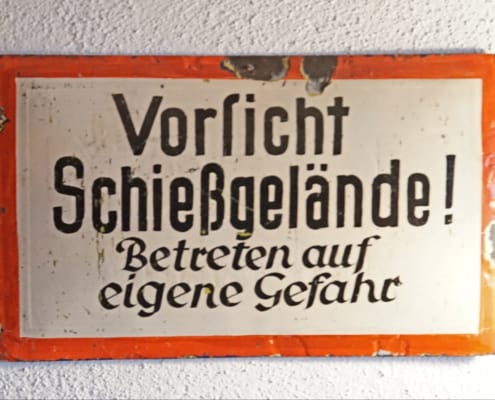 Vorſicht
Schießgelände!
Betreten auf
eigene Gefahr